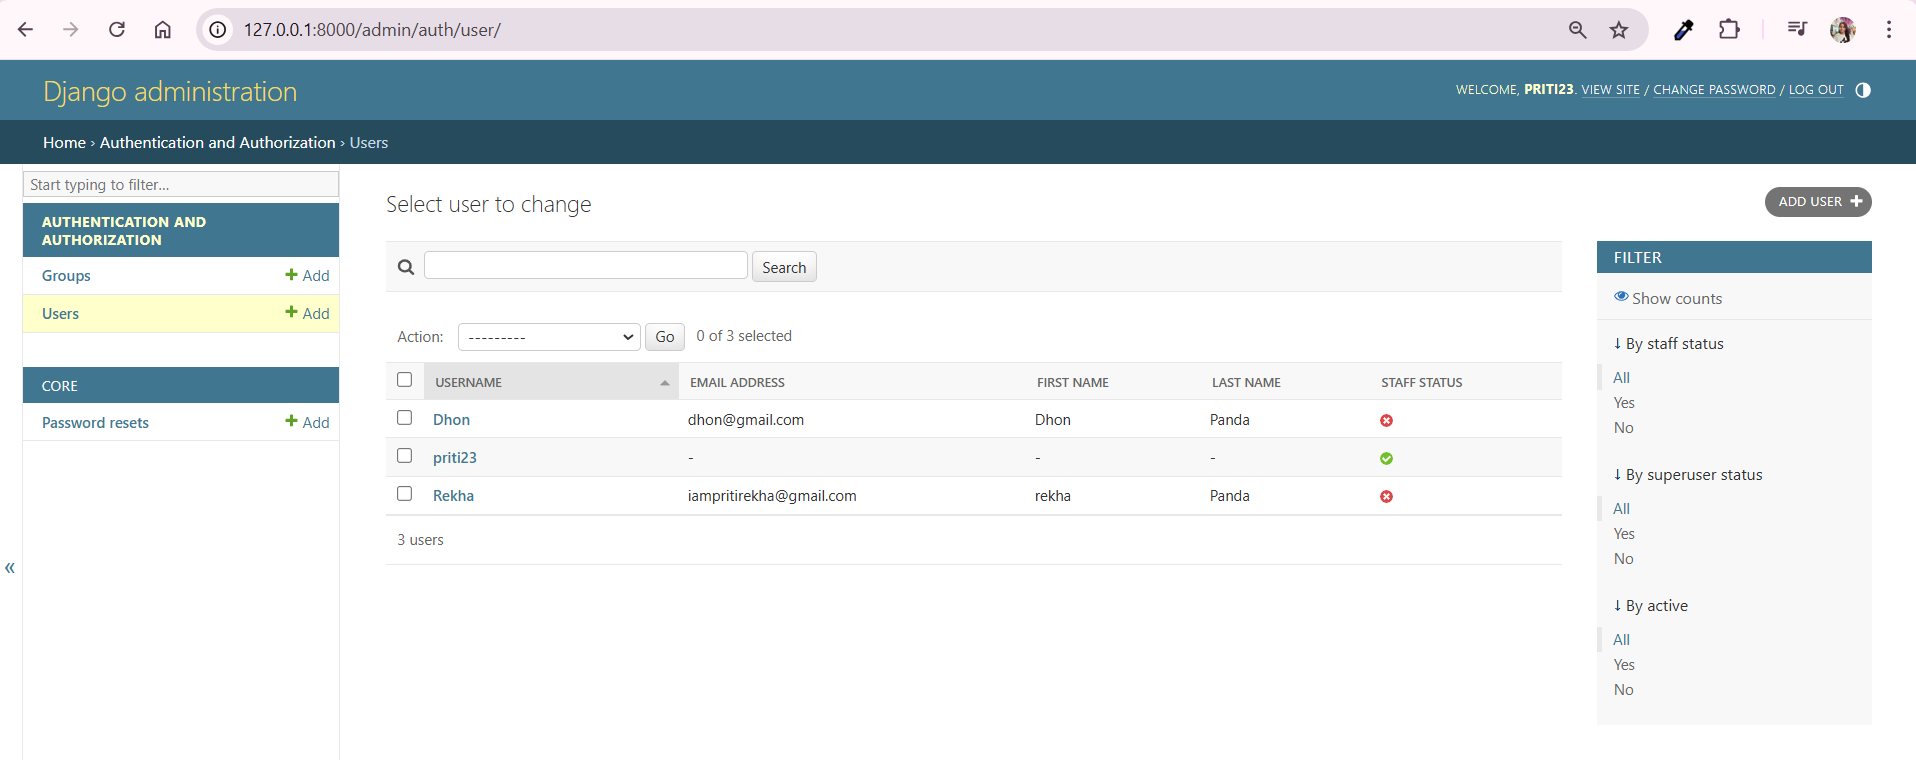 127.0.0.1:8000/admin/auth/user/
Django administration
WELCOME, PRITI23. VIEW SITE / CHANGE PASSWORD / LOG OUT
Home › Authentication and Authorization › Users
Start typing to filter...
AUTHENTICATION AND
AUTHORIZATION
Groups + Add
Users + Add
CORE
Password resets + Add
«
Select user to change
ADD USER +
Search
Action: --------- Go 0 of 3 selected
USERNAME EMAIL ADDRESS FIRST NAME LAST NAME STAFF STATUS
Dhon dhon@gmail.com Dhon Panda
priti23 - - -
Rekha iampritirekha@gmail.com rekha Panda
3 users
FILTER
Show counts
↓ By staff status
All
Yes
No
↓ By superuser status
All
Yes
No
↓ By active
All
Yes
No